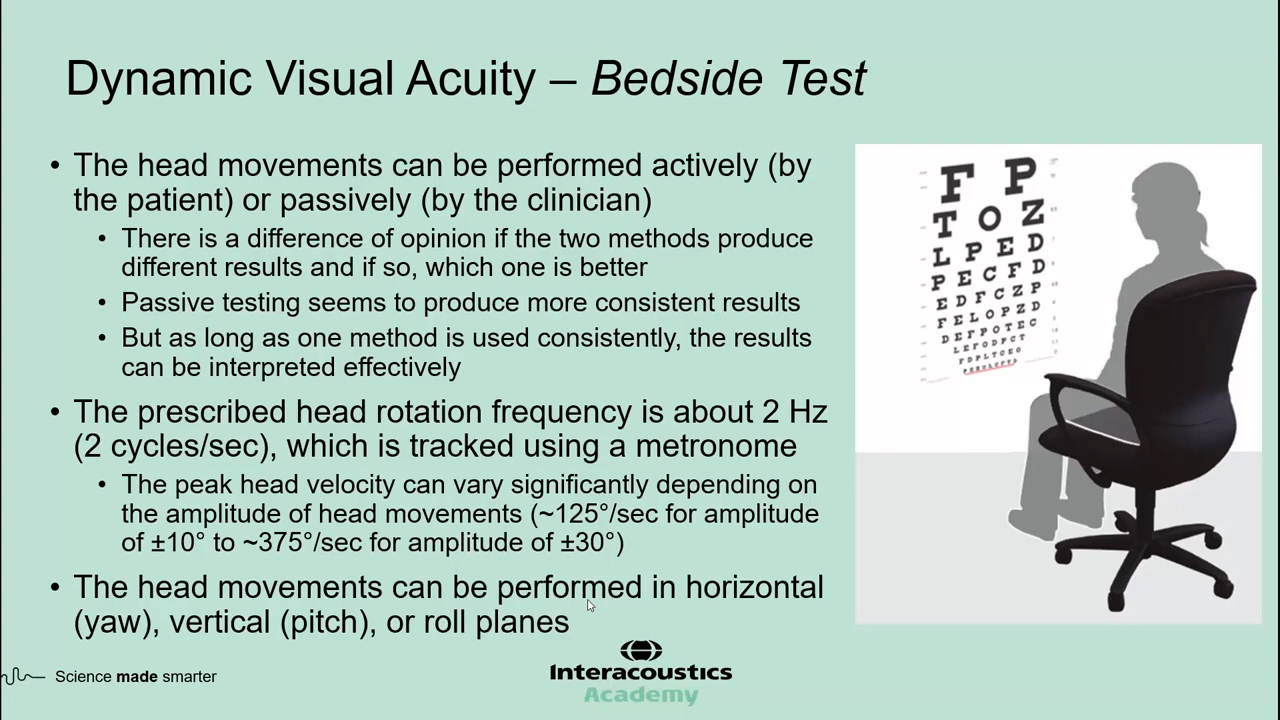 Dynamic Visual Acuity – Bedside Test
• The head movements can be performed actively (by
the patient) or passively (by the clinician)
• There is a difference of opinion if the two methods produce
different results and if so, which one is better
• Passive testing seems to produce more consistent results
• But as long as one method is used consistently, the results
can be interpreted effectively
• The prescribed head rotation frequency is about 2 Hz
(2 cycles/sec), which is tracked using a metronome
• The peak head velocity can vary significantly depending on
the amplitude of head movements (~125°/sec for amplitude
of ±10° to ~375°/sec for amplitude of ±30°)
• The head movements can be performed in horizontal
(yaw), vertical (pitch), or roll planes
F P
T O Z
L P E D
P E C F D
E D F C Z P
F E L O P Z D
D E F P O T E C
L E F O D P C T
F D P L T C E O
Science made smarter
Interacoustics
Academy